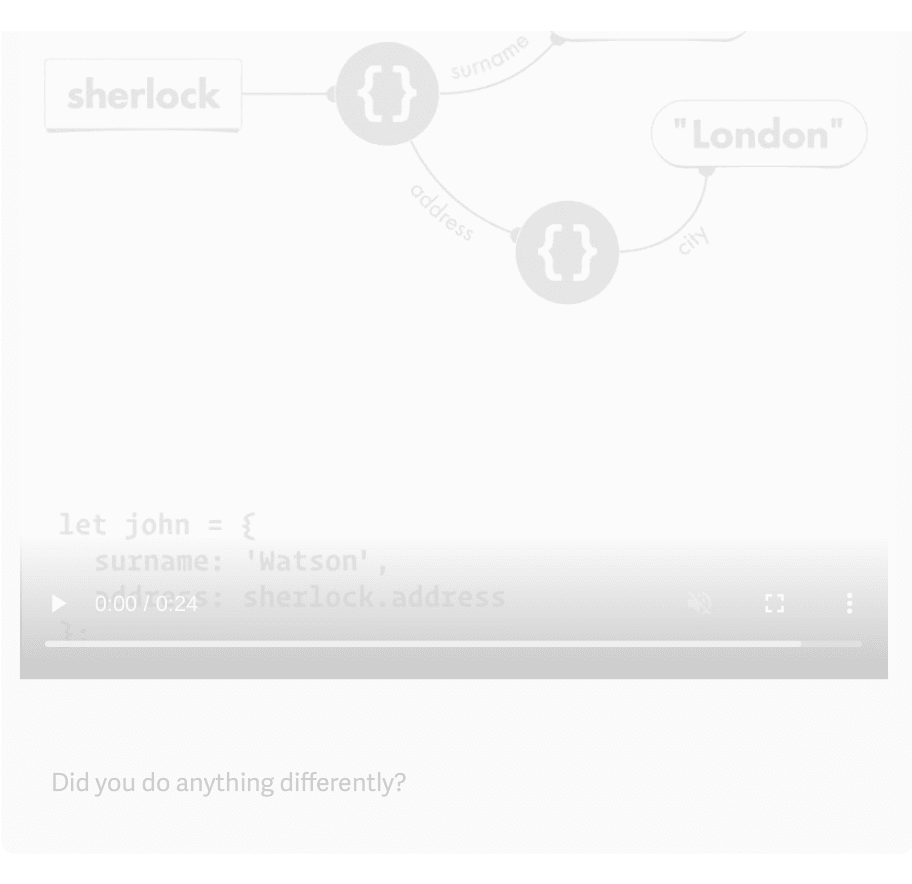 surname
sherlock
{}
"London"
address
{}
city
let john = {
surname: 'Watson',
address: sherlock.address
};
0:00 / 0:24
Did you do anything differently?